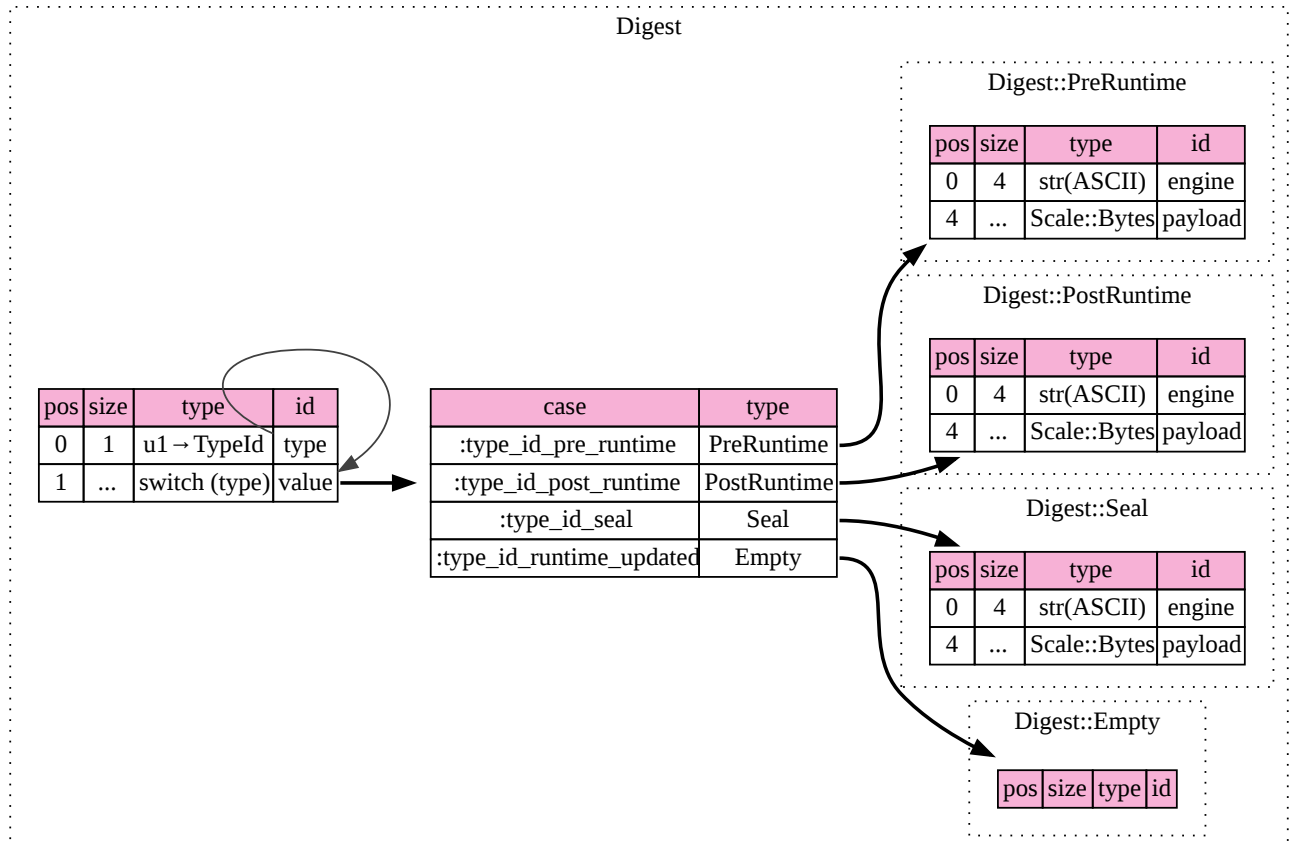 Digest
pos size type id
0 1 u1→TypeId type
1 ... switch (type) value
case type
:type_id_pre_runtime PreRuntime
:type_id_post_runtime PostRuntime
:type_id_seal Seal
:type_id_runtime_updated Empty
Digest::PreRuntime
pos size type id
0 4 str(ASCII) engine
4 ... Scale::Bytes payload
Digest::PostRuntime
pos size type id
0 4 str(ASCII) engine
4 ... Scale::Bytes payload
Digest::Seal
pos size type id
0 4 str(ASCII) engine
4 ... Scale::Bytes payload
Digest::Empty
pos size type id